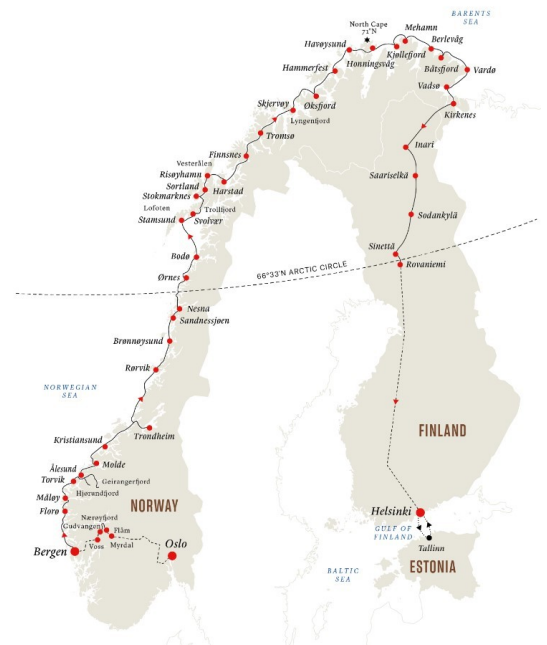 BARENTS
SEA
North Cape
71°N
Mehamn
Berlevåg
Havøysund
Kjøllefjord
Honningsvåg
Båtsfjord
Vardø
Hammerfest
Vadsø
Skjervøy
Øksfjord
Kirkenes
Lyngenfjord
Tromsø
Inari
Finnsnes
Vesterålen
Risøyhamn
Harstad
Saariselkä
Sortland
Stokmarknes
Lofoten
Trollfjord
Stamsund
Svolvær
Sodankylä
Bodø
Sinettä
Rovaniemi
66°33'N ARCTIC CIRCLE
Ørnes
Nesna
Sandnessjøen
Brønnøysund
Rørvik
NORWEGIAN
SEA
Trondheim
Kristiansund
FINLAND
Molde
Ålesund
Torvik
Geirangerfjord
Hjørundfjord
Måløy
NORWAY
Florø
Helsinki
Nærøyfjord
Gudvangen
Flåm
GULF OF
FINLAND
Bergen
Voss
Myrdal
Oslo
Tallinn
ESTONIA
BALTIC
SEA